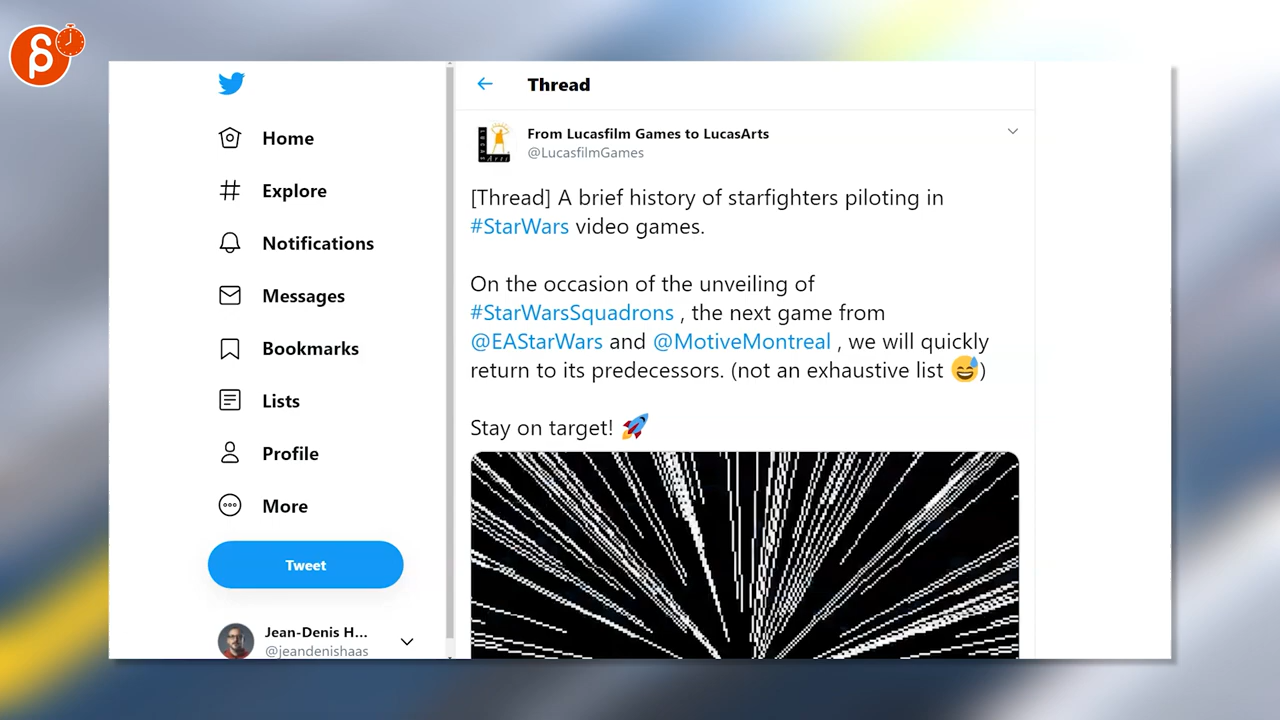 Home
Explore
Notifications
Messages
Bookmarks
Lists
Profile
More
Tweet
Jean-Denis H...
@jeandenishaas
Thread
From Lucasfilm Games to LucasArts
@LucasfilmGames
[Thread] A brief history of starfighters piloting in
#StarWars video games.
On the occasion of the unveiling of
#StarWarsSquadrons , the next game from
@EAStarWars and @MotiveMontreal , we will quickly
return to its predecessors. (not an exhaustive list 😅)
Stay on target! 🚀